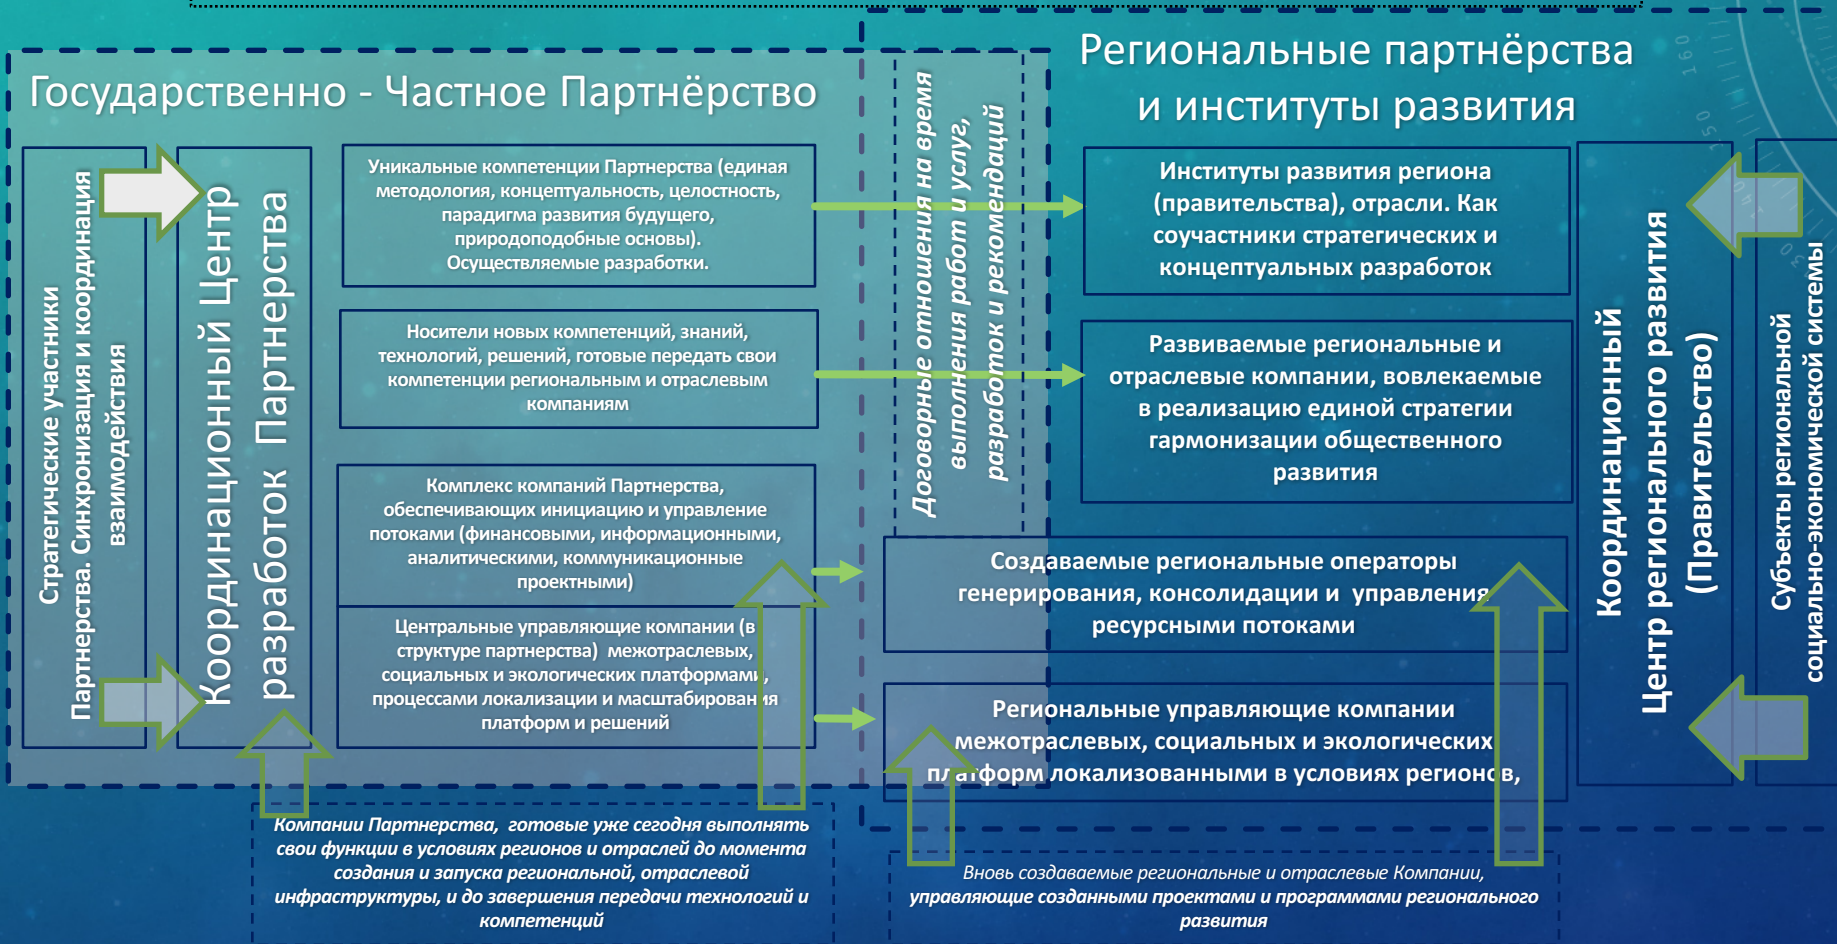 Государственно - Частное Партнёрство
Региональные партнёрства
и институты развития
Стратегические участники
Партнерства. Синхронизация и координация
взаимодействия
Координационный Центр
разработок Партнерства
Уникальные компетенции Партнерства (единая
методология, концептуальность, целостность,
парадигма развития будущего,
природоподобные основы).
Осуществляемые разработки.
Носители новых компетенций, знаний,
технологий, решений, готовые передать свои
компетенции региональным и отраслевым
компаниям
Комплекс компаний Партнерства,
обеспечивающих инициацию и управление
потоками (финансовыми, информационными,
аналитическими, коммуникационные
проектными)
Центральные управляющие компании (в
структуре партнерства) межотраслевых,
социальных и экологических платформами,
процессами локализации и масштабирования
платформ и решений
Договорные отношения на время
выполнения работ и услуг,
разработок и рекомендаций
Институты развития региона
(правительства), отрасли. Как
соучастники стратегических и
концептуальных разработок
Развиваемые региональные и
отраслевые компании, вовлекаемые
в реализацию единой стратегии
гармонизации общественного
развития
Создаваемые региональные операторы
генерирования, консолидации и управления
ресурсными потоками
Региональные управляющие компании
межотраслевых, социальных и экологических
платформ локализованными в условиях регионов,
Координационный
Центр регионального развития
(Правительство)
Субъекты региональной
социально-экономической системы
Компании Партнерства, готовые уже сегодня выполнять
свои функции в условиях регионов и отраслей до момента
создания и запуска региональной, отраслевой
инфраструктуры, и до завершения передачи технологий и
компетенций
Вновь создаваемые региональные и отраслевые Компании,
управляющие созданными проектами и программами регионального
развития
160
150
140
130